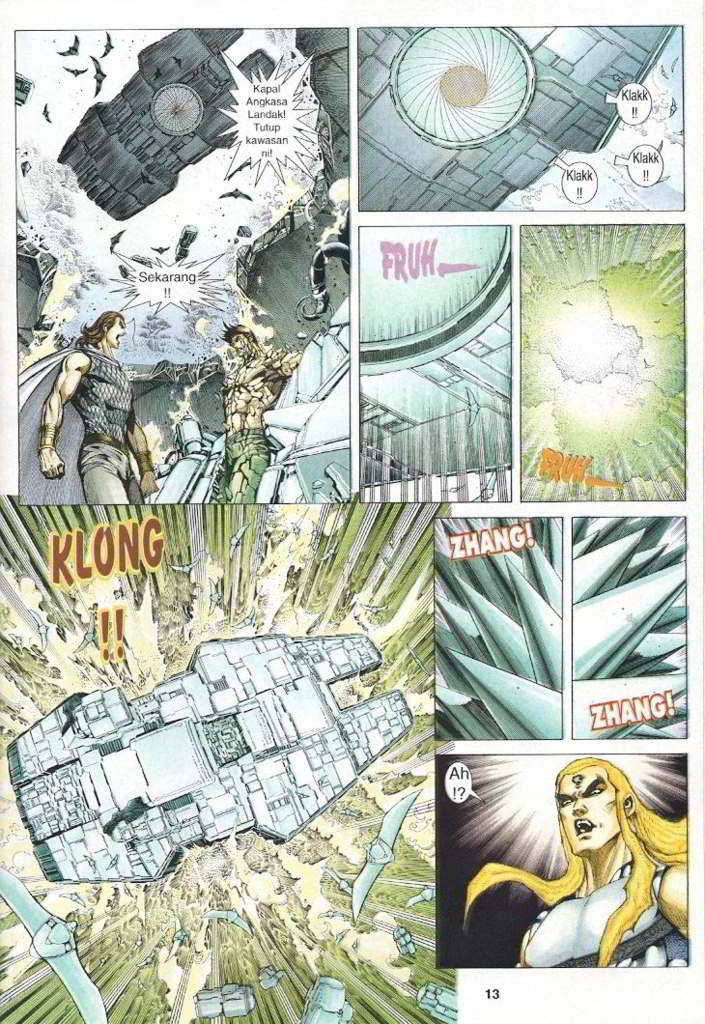 Kapal
Angkasa
Landak!
Tutup
kawasan
ni!
Sekarang
!!
Klakk
!!
Klakk
!!
Klakk
!!
FRUH
FRUH
KLONG
!!
ZHANG!
ZHANG!
Ah
!?
13